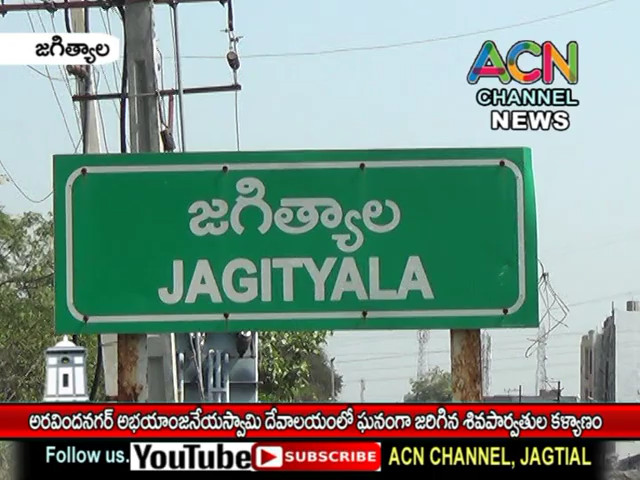 జగిత్యాల
ACN
CHANNEL
NEWS
జగిత్యాల
JAGITYALA
అరవిందనగర్ అభయాంజనేయస్వామి దేవాలయంలో ఘనంగా జరిగిన శివపార్వతుల కళ్యాణం
Follow us. YouTube SUBSCRIBE ACN CHANNEL, JAGTIAL